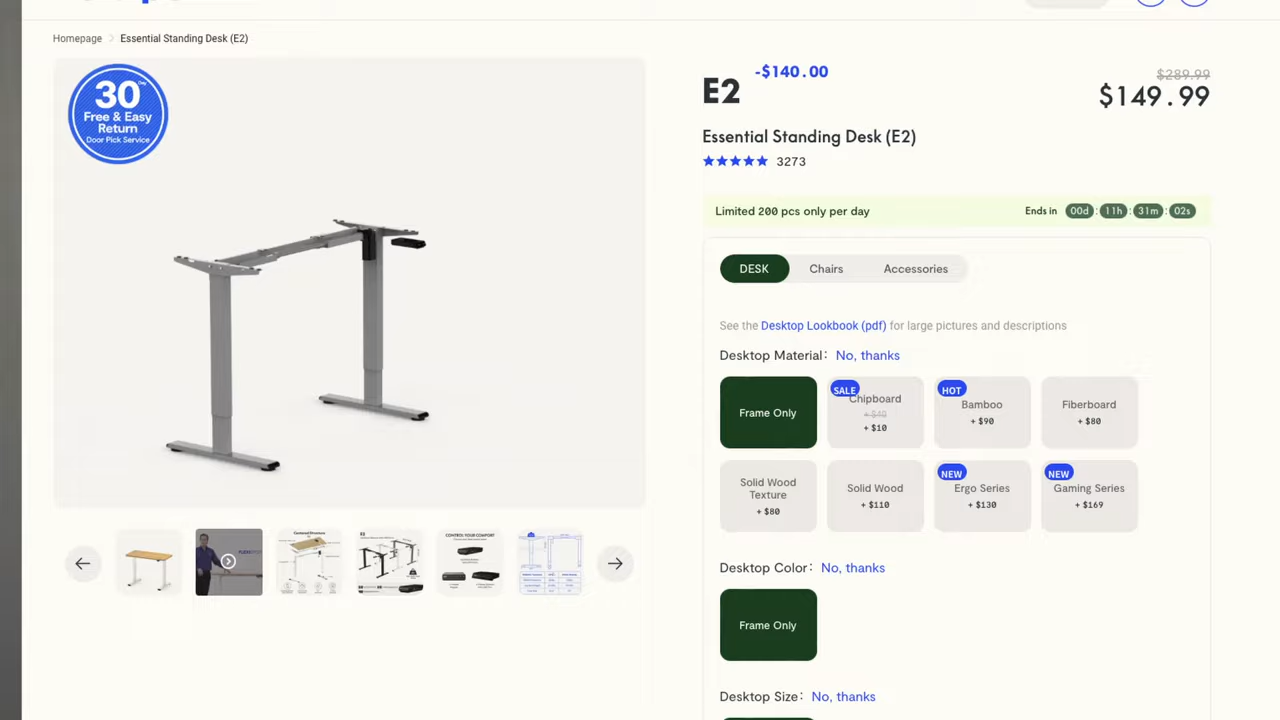 Homepage > Essential Standing Desk (E2)
30
Free & Easy
Return
Door Pick Service
E2
-$140.00
$289.99
$149.99
Essential Standing Desk (E2)
3273
Limited 200 pcs only per day
Ends in 00d : 11h : 31m : 02s
DESK
Chairs
Accessories
See the Desktop Lookbook (pdf) for large pictures and descriptions
Desktop Material: No, thanks
Frame Only
SALE
Chipboard
+ $40
+ $10
HOT
Bamboo
+ $90
Fiberboard
+ $80
Solid Wood
Texture
+ $80
Solid Wood
+ $110
NEW
Ergo Series
+ $130
NEW
Gaming Series
+ $169
CONTROL YOUR COMFORT
Desktop Color: No, thanks
Frame Only
Desktop Size: No, thanks